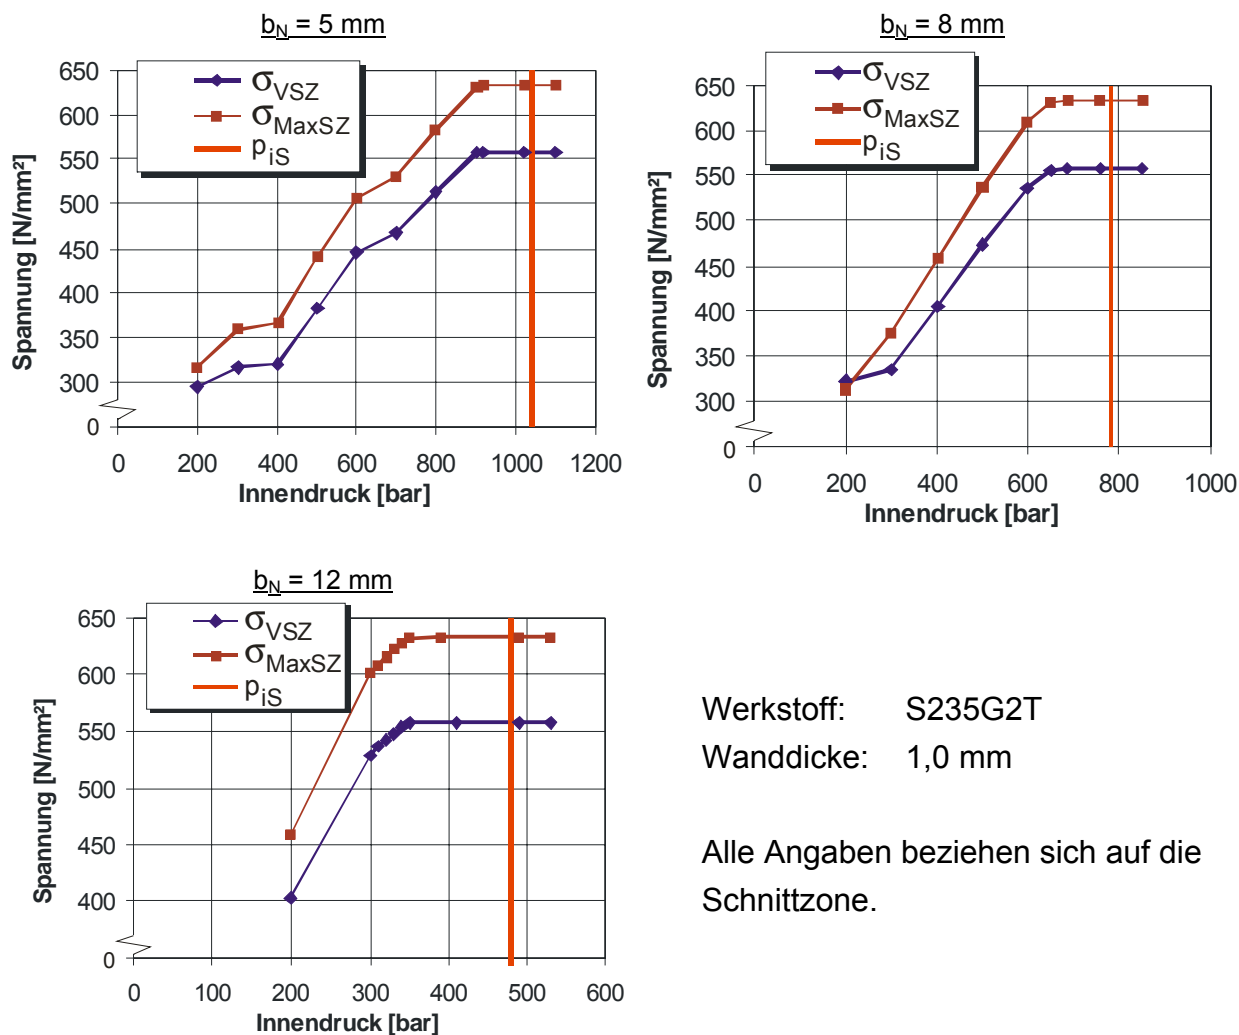 b_N = 5 mm
650
600
550
500
450
400
350
300
0
Spannung [N/mm²]
σ_VSZ
σ_MaxSZ
p_iS
0 200 400 600 800 1000 1200
Innendruck [bar]
b_N = 8 mm
650
600
550
500
450
400
350
300
0
Spannung [N/mm²]
σ_VSZ
σ_MaxSZ
p_iS
0 200 400 600 800 1000
Innendruck [bar]
b_N = 12 mm
650
600
550
500
450
400
0
Spannung [N/mm²]
σ_VSZ
σ_MaxSZ
p_iS
0 100 200 300 400 500 600
Innendruck [bar]
Werkstoff: S235G2T
Wanddicke: 1,0 mm
Alle Angaben beziehen sich auf die
Schnittzone.